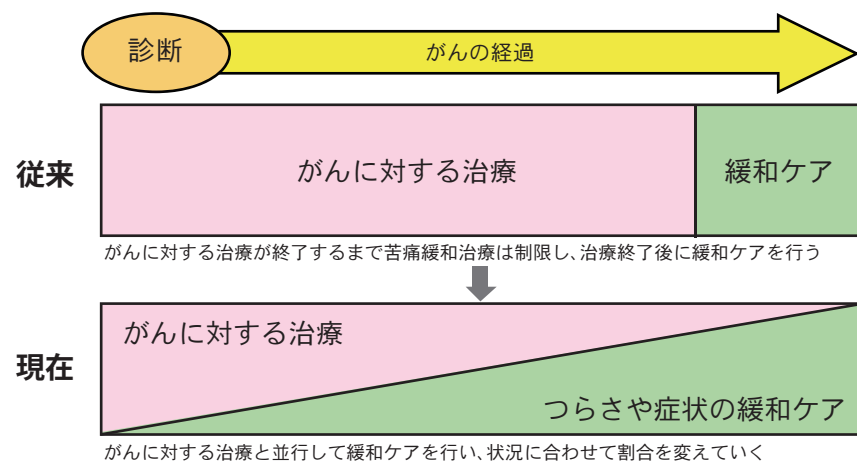 診断
がんの経過
従来
がんに対する治療
緩和ケア
がんに対する治療が終了するまで苦痛緩和治療は制限し、治療終了後に緩和ケアを行う
現在
がんに対する治療
つらさや症状の緩和ケア
がんに対する治療と並行して緩和ケアを行い、状況に合わせて割合を変えていく